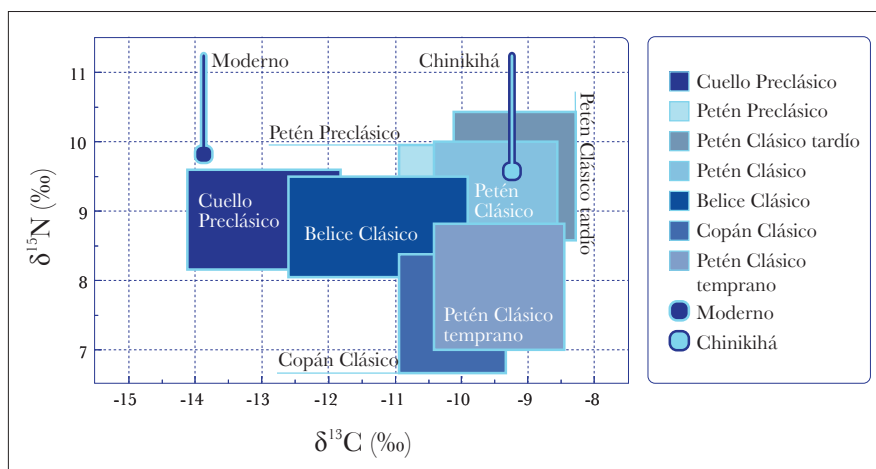 Moderno
Chinikihá
Petén Preclásico
Petén Clásico tardío
Cuello
Preclásico
Belice Clásico
Petén
Clásico
Petén Clásico
temprano
Copán Clásico
11
10
9
8
7
δ¹⁵N (‰)
-15
-14
-13
-12
-11
-10
-9
-8
δ¹³C (‰)
Cuello Preclásico
Petén Preclásico
Petén Clásico tardío
Petén Clásico
Belice Clásico
Copán Clásico
Petén Clásico
temprano
Moderno
Chinikihá